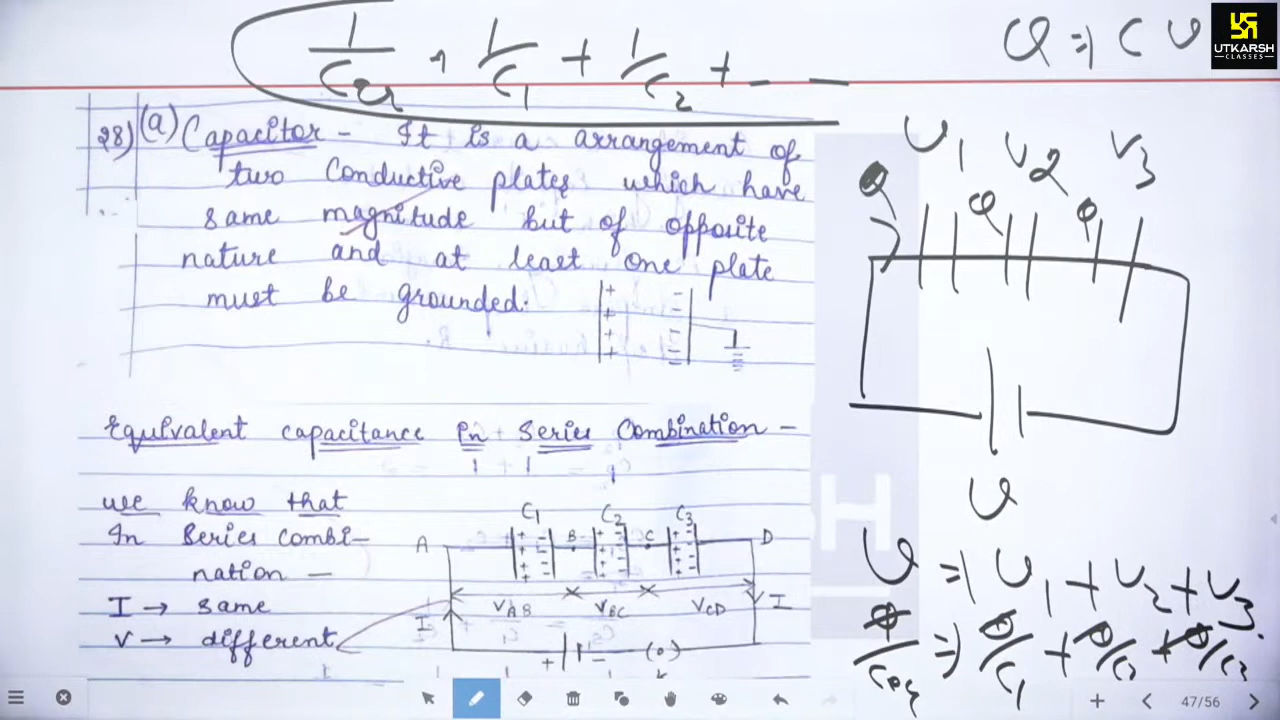 1/Ceq = 1/C1 + 1/C2 + - -
Q => CV
UTKARSH
CLASSES
28) (a) Capacitor - It is a arrangement of
two Conductive plates which have
same magnitude but of opposite
nature and at least one plate
must be grounded.
V1 V2 V3
Q Q Q
V
Equivalent capacitance in series Combination -
we know that
In Series combi-
nation -
I → same
V → different
C1 C2 C3
A B C D
VAB VBC VCD
I I
+ - (•)
V => V1 + V2 + V3
Q/Ceq => Q/C1 + Q/C2 + Q/C3
47/56